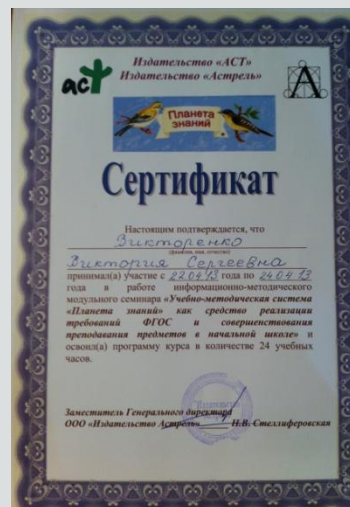 Издательство «АСТ»
Издательство «Астрель»
аст
А
Планета
знаний
Сертификат
Настоящим подтверждается, что
Викторенко
(фамилия, имя, отчество)
Виктория Сергеевна
принимал(а) участие с 22.04.13 года по 24.04.13
года в работе информационно-методического
модульного семинара «Учебно-методическая система
«Планета знаний» как средство реализации
требований ФГОС и совершенствования
преподавания предметов в начальной школе» и
освоил(а) программу курса в количестве 24 учебных
часов.
Заместитель Генерального директора
ООО «Издательство Астрель» Н.В. Стеллиферовская